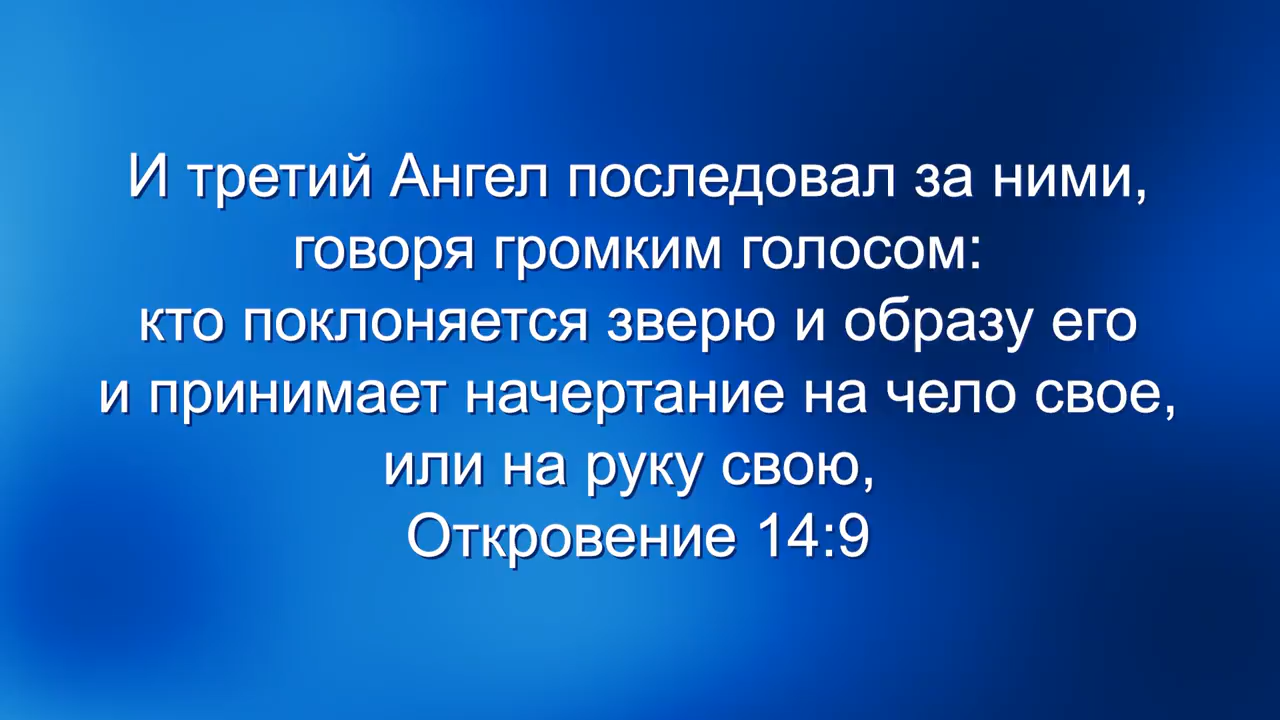 И третий Ангел последовал за ними,
говоря громким голосом:
кто поклоняется зверю и образу его
и принимает начертание на чело свое,
или на руку свою,
Откровение 14:9